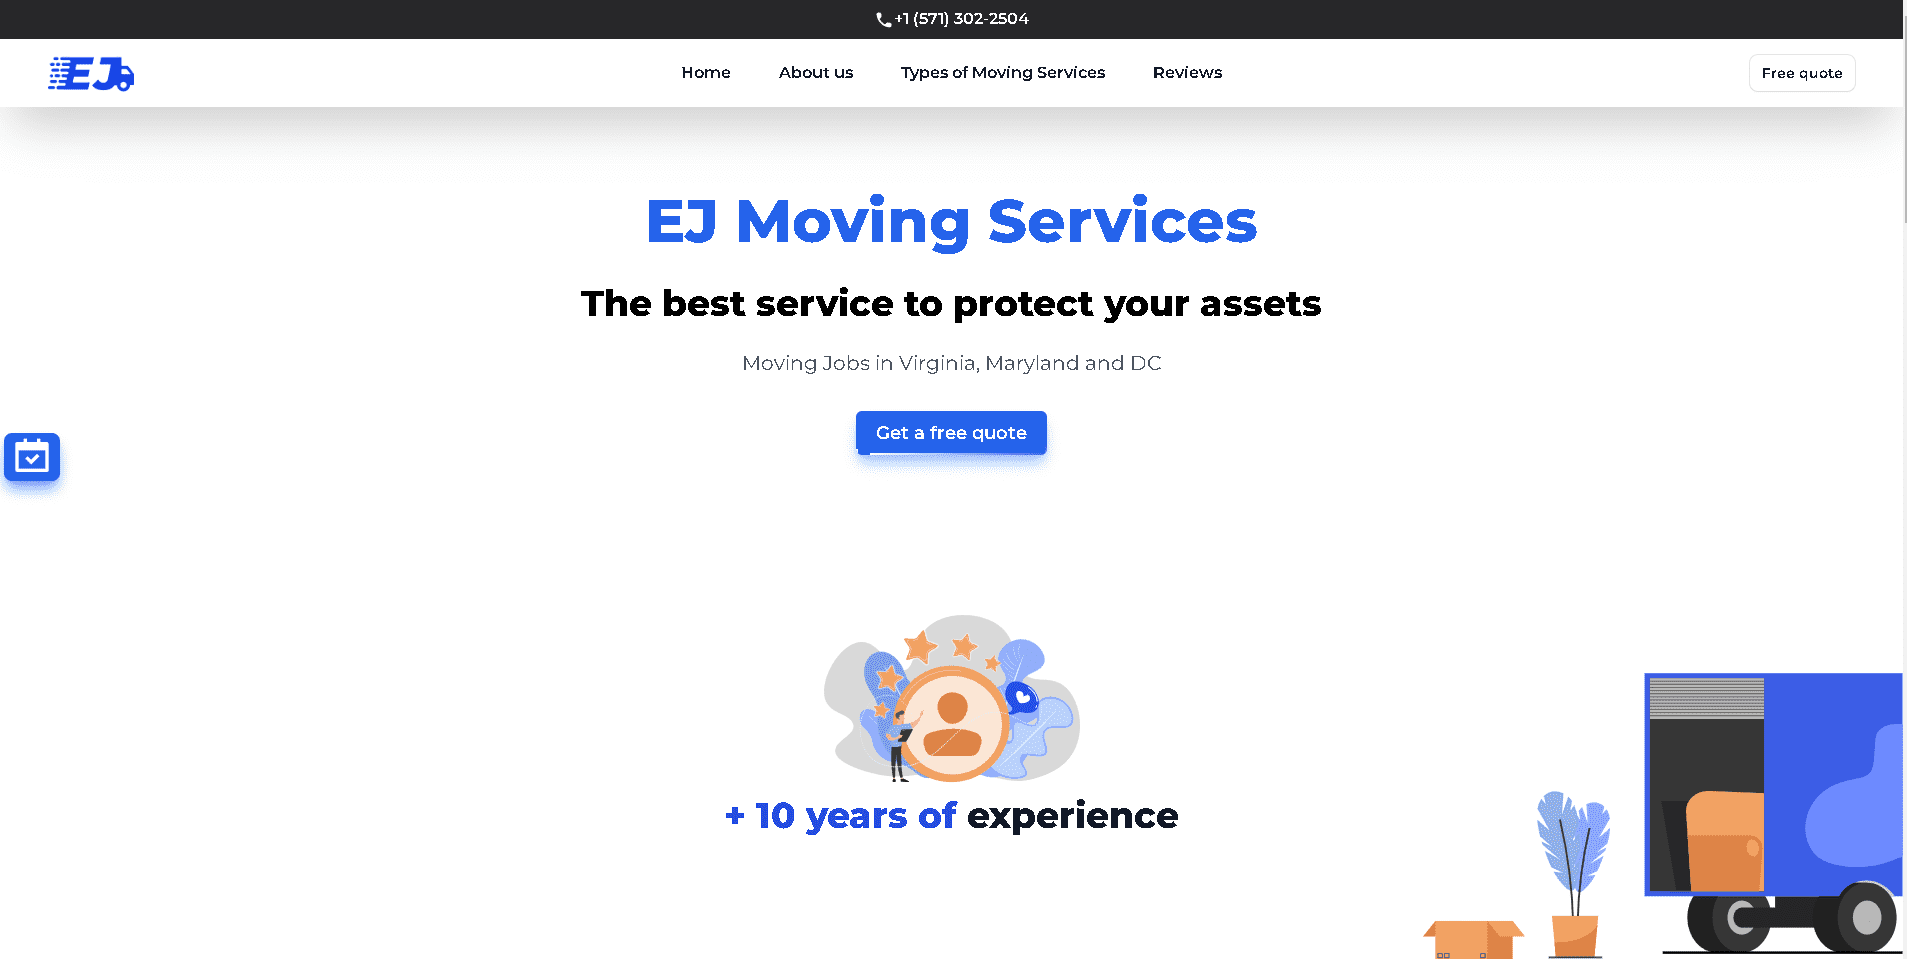 +1 (571) 302-2504
EJ
Home
About us
Types of Moving Services
Reviews
Free quote
EJ Moving Services
The best service to protect your assets
Moving Jobs in Virginia, Maryland and DC
Get a free quote
+ 10 years of experience